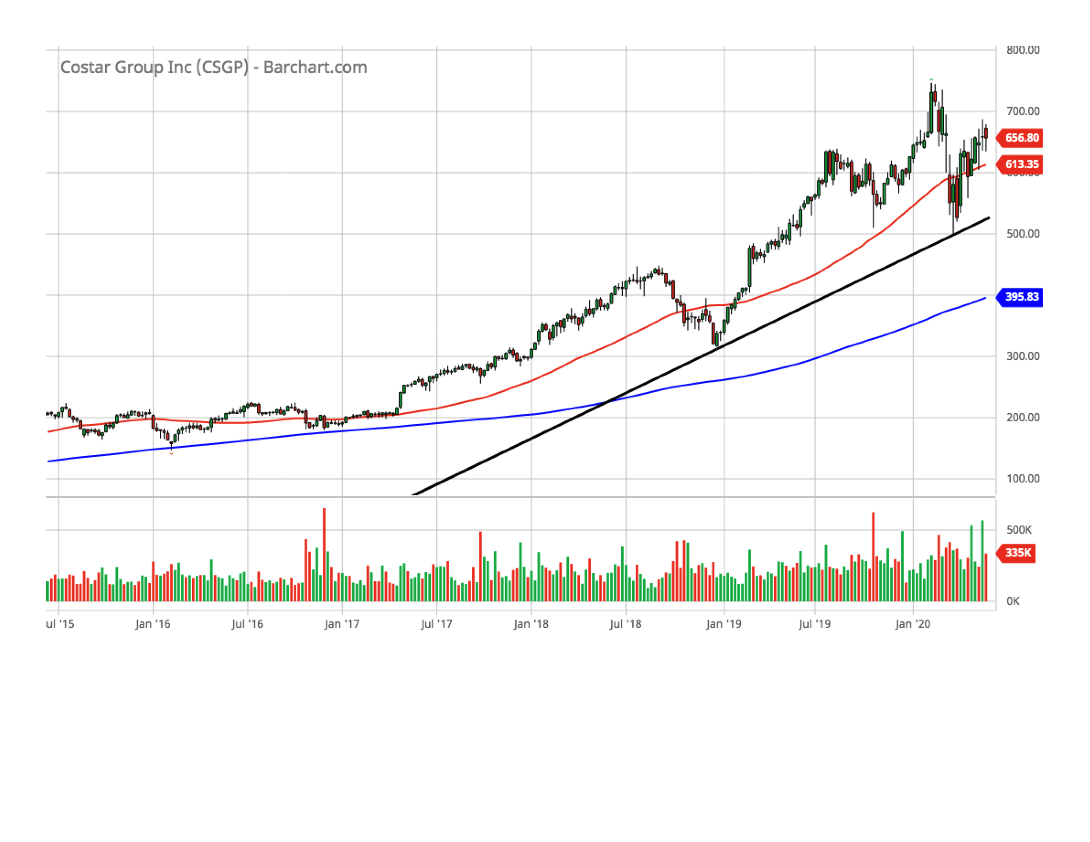 Costar Group Inc (CSGP) - Barchart.com
800.00
700.00
656.80
613.35
500.00
395.83
300.00
200.00
100.00
500K
335K
0K
ul '15
Jan '16
Jul '16
Jan '17
Jul '17
Jan '18
Jul '18
Jan '19
Jul '19
Jan '20